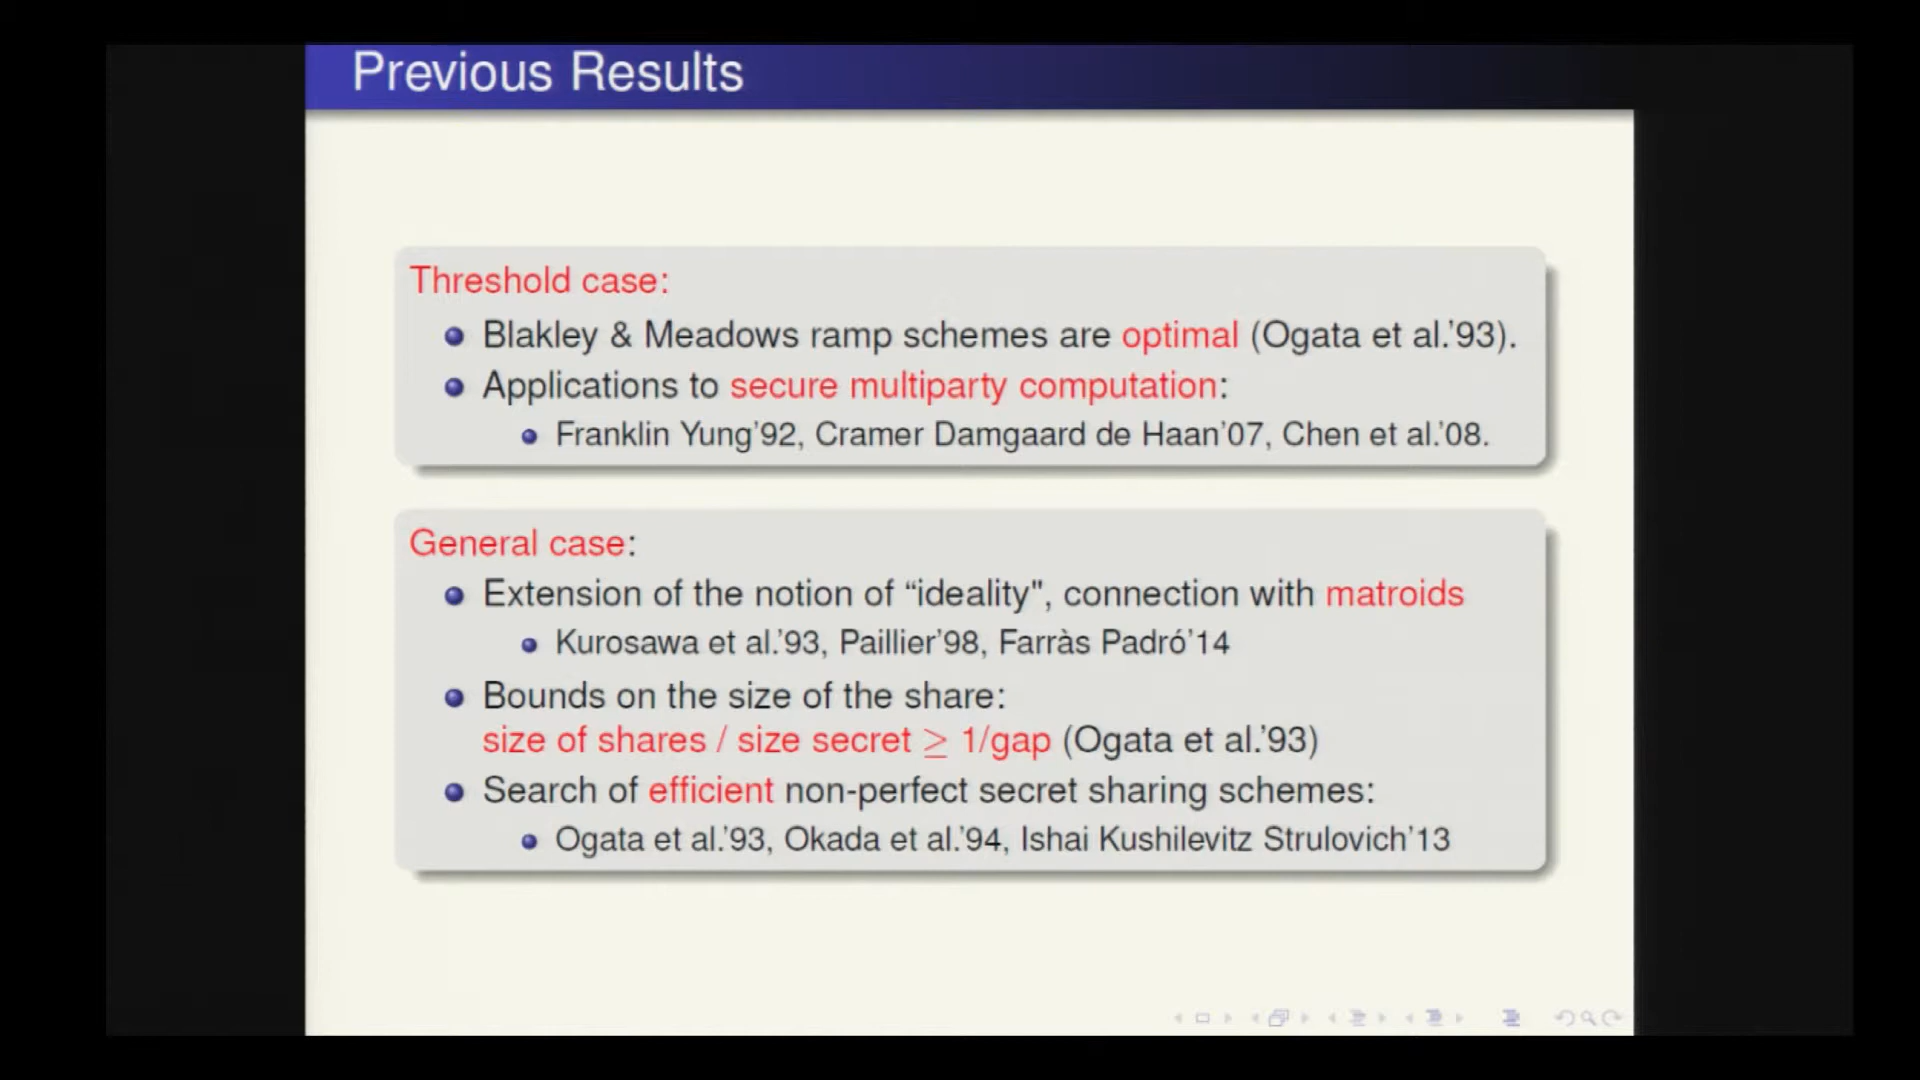 Previous Results
Threshold case:
Blakley & Meadows ramp schemes are optimal (Ogata et al.'93).
Applications to secure multiparty computation:
Franklin Yung'92, Cramer Damgaard de Haan'07, Chen et al.'08.
General case:
Extension of the notion of “ideality", connection with matroids
Kurosawa et al.'93, Paillier'98, Farràs Padró'14
Bounds on the size of the share:
size of shares / size secret ≥ 1/gap (Ogata et al.'93)
Search of efficient non-perfect secret sharing schemes:
Ogata et al.'93, Okada et al.'94, Ishai Kushilevitz Strulovich'13